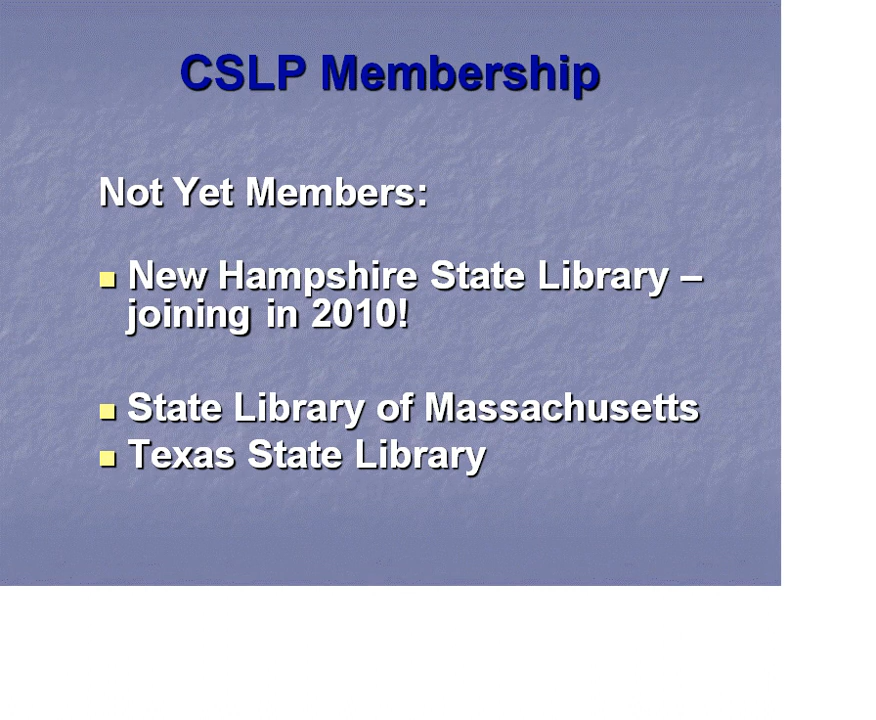 CSLP Membership
Not Yet Members:
New Hampshire State Library –
joining in 2010!
State Library of Massachusetts
Texas State Library